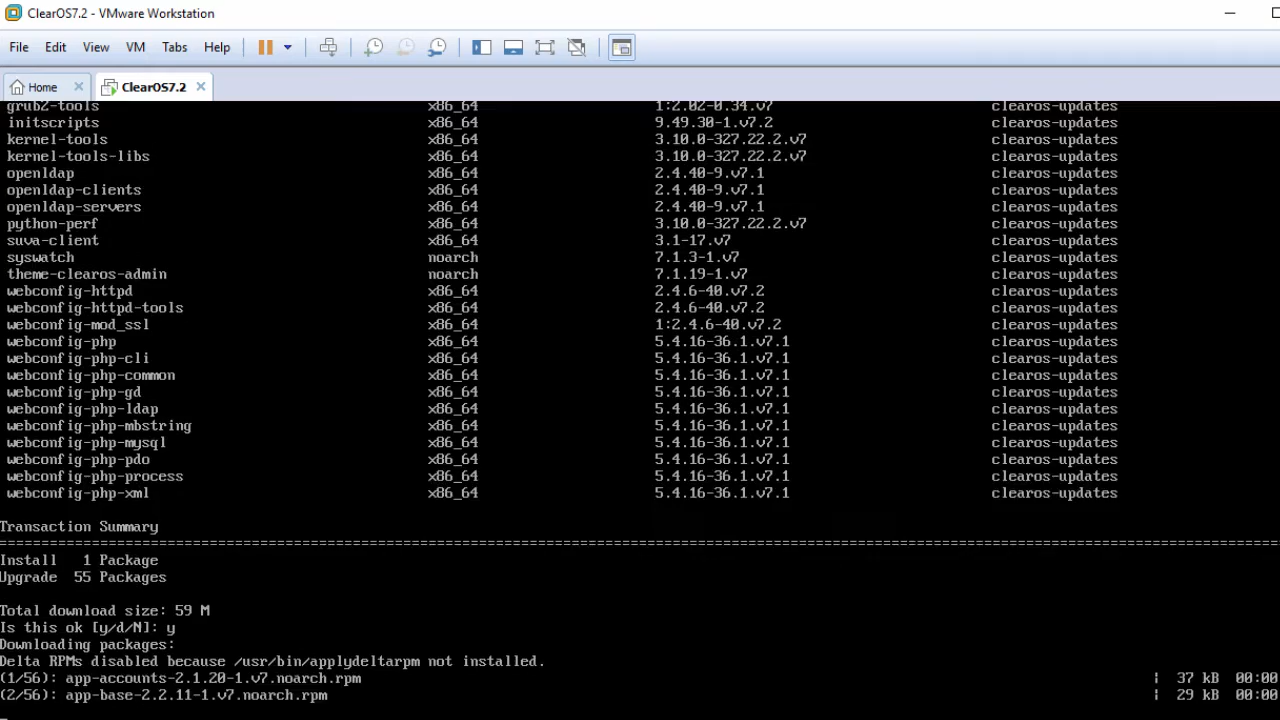 ClearOS7.2 - VMware Workstation
File Edit View VM Tabs Help
Home ClearOS7.2
grub2-tools x86_64 1:2.02-0.34.v7 clearos-updates
initscripts x86_64 9.49.30-1.v7.2 clearos-updates
kernel-tools x86_64 3.10.0-327.22.2.v7 clearos-updates
kernel-tools-libs x86_64 3.10.0-327.22.2.v7 clearos-updates
openldap x86_64 2.4.40-9.v7.1 clearos-updates
openldap-clients x86_64 2.4.40-9.v7.1 clearos-updates
openldap-servers x86_64 2.4.40-9.v7.1 clearos-updates
python-perf x86_64 3.10.0-327.22.2.v7 clearos-updates
suva-client x86_64 3.1-17.v7 clearos-updates
syswatch noarch 7.1.3-1.v7 clearos-updates
theme-clearos-admin noarch 7.1.19-1.v7 clearos-updates
webconfig-httpd x86_64 2.4.6-40.v7.2 clearos-updates
webconfig-httpd-tools x86_64 2.4.6-40.v7.2 clearos-updates
webconfig-mod_ssl x86_64 1:2.4.6-40.v7.2 clearos-updates
webconfig-php x86_64 5.4.16-36.1.v7.1 clearos-updates
webconfig-php-cli x86_64 5.4.16-36.1.v7.1 clearos-updates
webconfig-php-common x86_64 5.4.16-36.1.v7.1 clearos-updates
webconfig-php-gd x86_64 5.4.16-36.1.v7.1 clearos-updates
webconfig-php-ldap x86_64 5.4.16-36.1.v7.1 clearos-updates
webconfig-php-mbstring x86_64 5.4.16-36.1.v7.1 clearos-updates
webconfig-php-mysql x86_64 5.4.16-36.1.v7.1 clearos-updates
webconfig-php-pdo x86_64 5.4.16-36.1.v7.1 clearos-updates
webconfig-php-process x86_64 5.4.16-36.1.v7.1 clearos-updates
webconfig-php-xml x86_64 5.4.16-36.1.v7.1 clearos-updates
Transaction Summary
================================================================================
Install 1 Package
Upgrade 55 Packages
Total download size: 59 M
Is this ok [y/d/N]: y
Downloading packages:
Delta RPMs disabled because /usr/bin/applydeltarpm not installed.
(1/56): app-accounts-2.1.20-1.v7.noarch.rpm | 37 kB 00:00
(2/56): app-base-2.2.11-1.v7.noarch.rpm | 29 kB 00:00